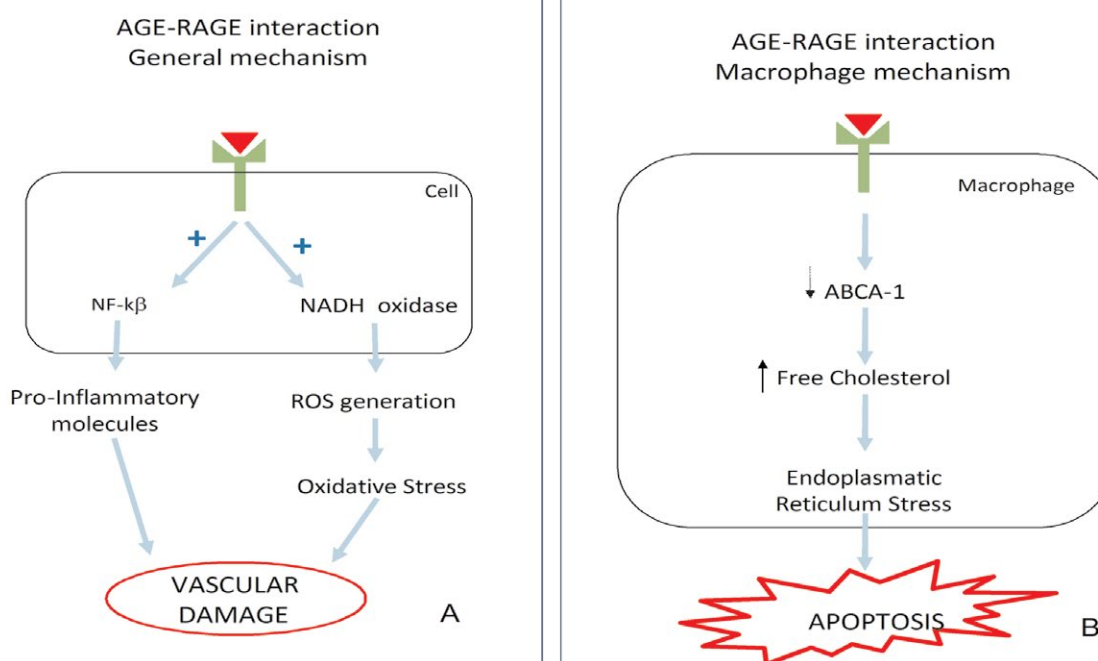 AGE-RAGE interaction
General mechanism
Cell
+
+
NF-kβ
NADH oxidase
Pro-Inflammatory
molecules
ROS generation
Oxidative Stress
VASCULAR
DAMAGE
A
AGE-RAGE interaction
Macrophage mechanism
Macrophage
ABCA-1
Free Cholesterol
Endoplasmatic
Reticulum Stress
APOPTOSIS
B